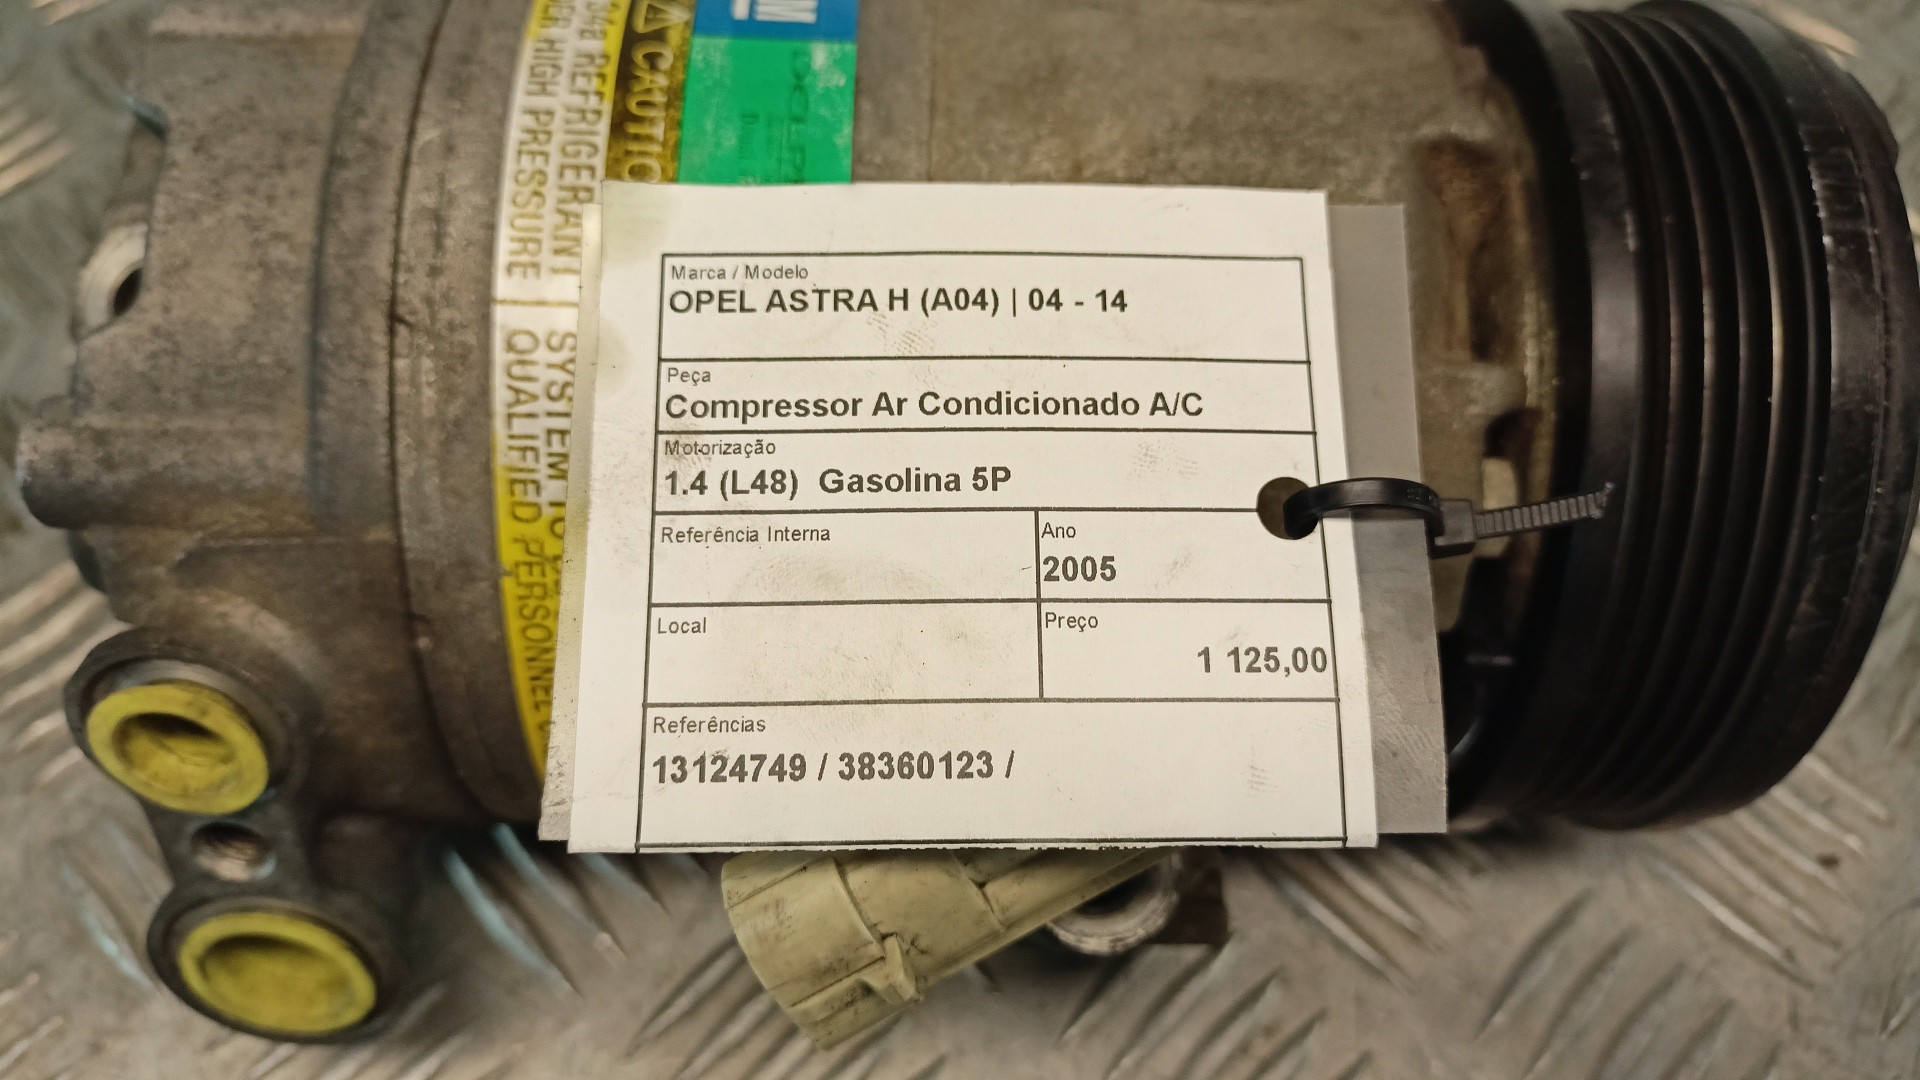 Marca / Modelo
OPEL ASTRA H (A04) | 04 - 14
Peça
Compressor Ar Condicionado A/C
Motorização
1.4 (L48)  Gasolina 5P
Referência Interna
Ano
2005
Local
Preço
1 125,00
Referências
13124749 / 38360123 /
GM
CAUTIO
REFRIGERANT
HIGH PRESSURE
SYSTEM TO
QUALIFIED PERSONNEL